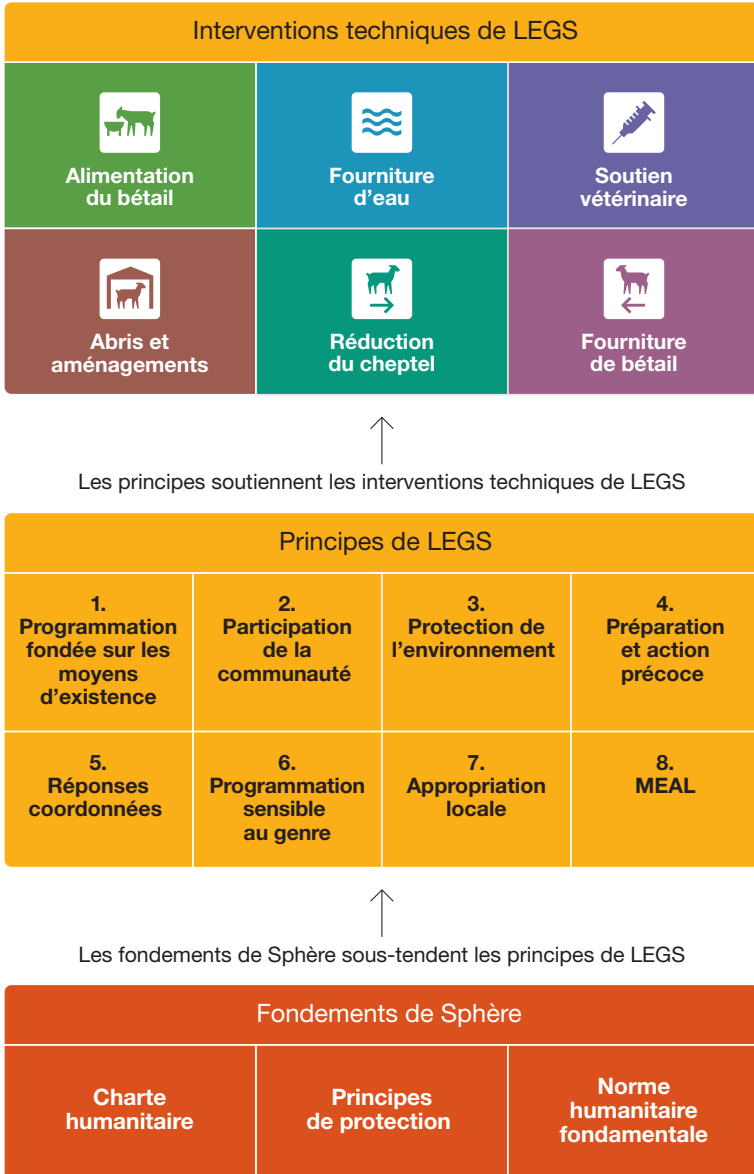 Interventions techniques de LEGS
Alimentation
du bétail
Fourniture
d'eau
Soutien
vétérinaire
Abris et
aménagements
Réduction
du cheptel
Fourniture
de bétail
Les principes soutiennent les interventions techniques de LEGS
Principes de LEGS
1.
Programmation
fondée sur les
moyens
d'existence
2.
Participation
de la
communauté
3.
Protection de
l'environnement
4.
Préparation
et action
précoce
5.
Réponses
coordonnées
6.
Programmation
sensible
au genre
7.
Appropriation
locale
8.
MEAL
Les fondements de Sphère sous-tendent les principes de LEGS
Fondements de Sphère
Charte
humanitaire
Principes
de protection
Norme
humanitaire
fondamentale